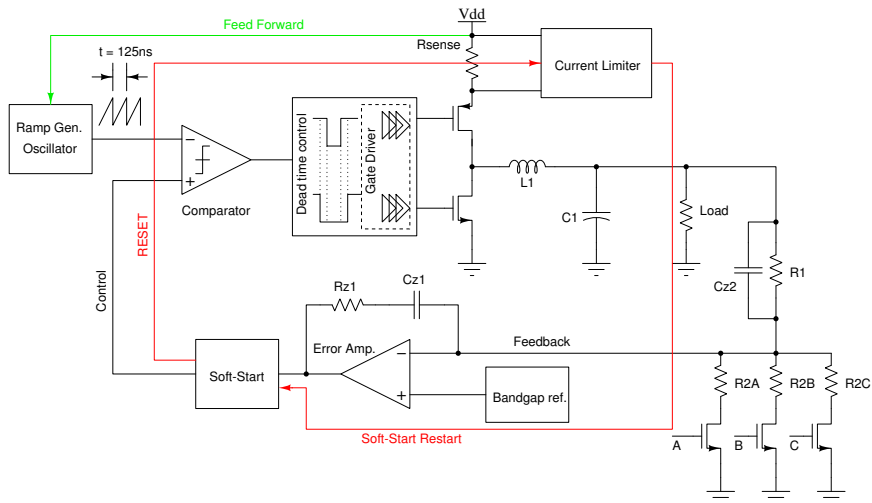 Vdd
Feed Forward
Rsense
t = 125ns
Current Limiter
Ramp Gen.
Oscillator
−
+
Comparator
Dead time control
Gate Driver
L1
C1
Load
RESET
Control
Cz2
R1
Rz1
Cz1
Error Amp.
−
+
Feedback
Soft-Start
Bandgap ref.
R2A
R2B
R2C
Soft-Start Restart
A
B
C